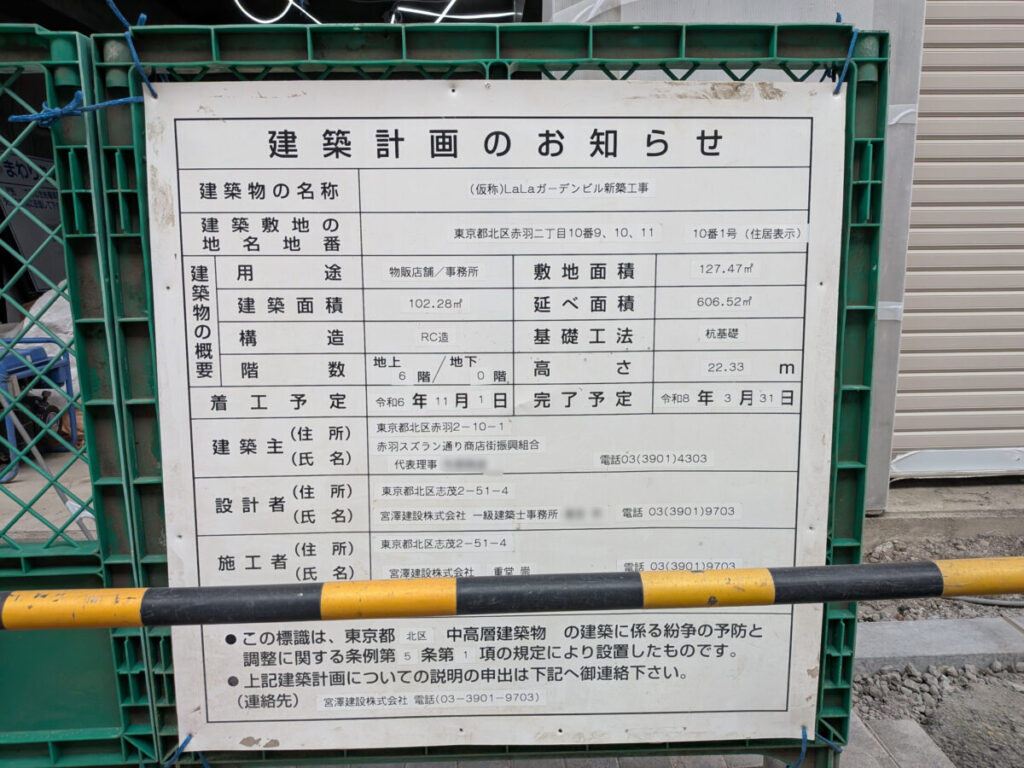 建築計画のお知らせ
建築物の名称 (仮称)LaLaガーデンビル新築工事
建築敷地の地名地番 東京都北区赤羽二丁目10番9、10、11 10番1号（住居表示）
建築物の概要
用途 物販店舗／事務所 敷地面積 127.47㎡
建築面積 102.28㎡ 延べ面積 606.52㎡
構造 RC造 基礎工法 杭基礎
階数 地上6階／地下0階 高さ 22.33 m
着工予定 令和6年11月1日 完了予定 令和8年3月31日
建築主 (住所) 東京都北区赤羽2-10-1
(氏名) 赤羽スズラン通り商店街振興組合
代表理事 電話03(3901)4303
設計者 (住所) 東京都北区志茂2-51-4
(氏名) 宮澤建設株式会社 一級建築士事務所 電話 03(3901)9703
施工者 (住所) 東京都北区志茂2-51-4
(氏名) 宮澤建設株式会社 重堂 電話 03(3901)9703
●この標識は、東京都 北区 中高層建築物 の建築に係る紛争の予防と
調整に関する条例第 5 条第 1 項の規定により設置したものです。
●上記建築計画についての説明の申出は下記へ御連絡下さい。
(連絡先) 宮澤建設株式会社 電話(03-3901-9703)
まわり